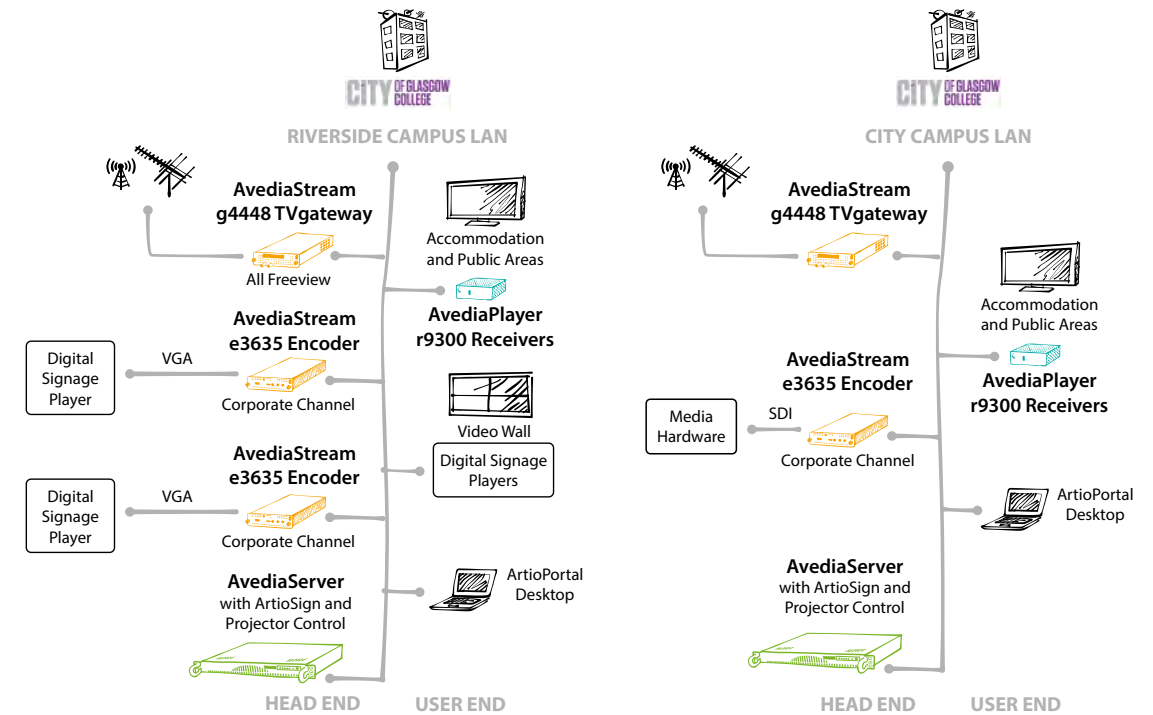 CITY OF GLASGOW
COLLEGE
RIVERSIDE CAMPUS LAN
AvediaStream
g4448 TVgateway
All Freeview
Accommodation
and Public Areas
AvediaPlayer
r9300 Receivers
AvediaStream
e3635 Encoder
Digital
Signage
Player
VGA
Corporate Channel
Video Wall
Digital Signage
Players
AvediaStream
e3635 Encoder
Digital
Signage
Player
VGA
Corporate Channel
AvediaServer
with ArtioSign and
Projector Control
ArtioPortal
Desktop
HEAD END
USER END
CITY OF GLASGOW
COLLEGE
CITY CAMPUS LAN
AvediaStream
g4448 TVgateway
Accommodation
and Public Areas
AvediaPlayer
r9300 Receivers
AvediaStream
e3635 Encoder
Media
Hardware
SDI
Corporate Channel
ArtioPortal
Desktop
AvediaServer
with ArtioSign and
Projector Control
HEAD END
USER END